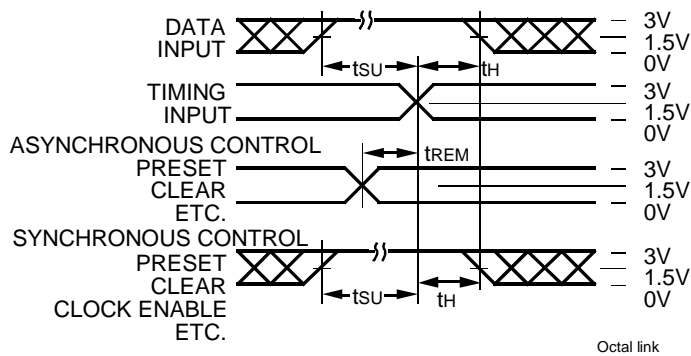 DATA
INPUT
3V
1.5V
0V
tSU
tH
TIMING
INPUT
3V
1.5V
0V
ASYNCHRONOUS CONTROL
tREM
PRESET
CLEAR
ETC.
3V
1.5V
0V
SYNCHRONOUS CONTROL
PRESET
CLEAR
CLOCK ENABLE
ETC.
3V
1.5V
0V
tSU
tH
Octal link